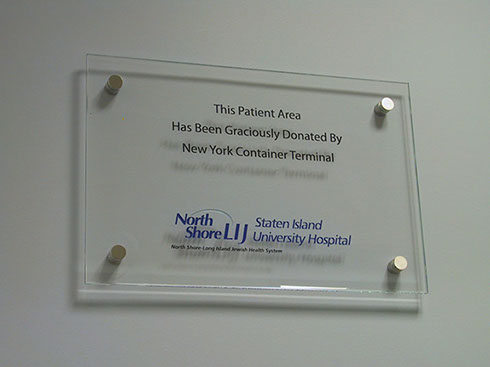 This Patient Area
Has Been Graciously Donated By
New York Container Terminal
North
Shore LIJ
Staten Island
University Hospital
North Shore-Long Island Jewish Health System